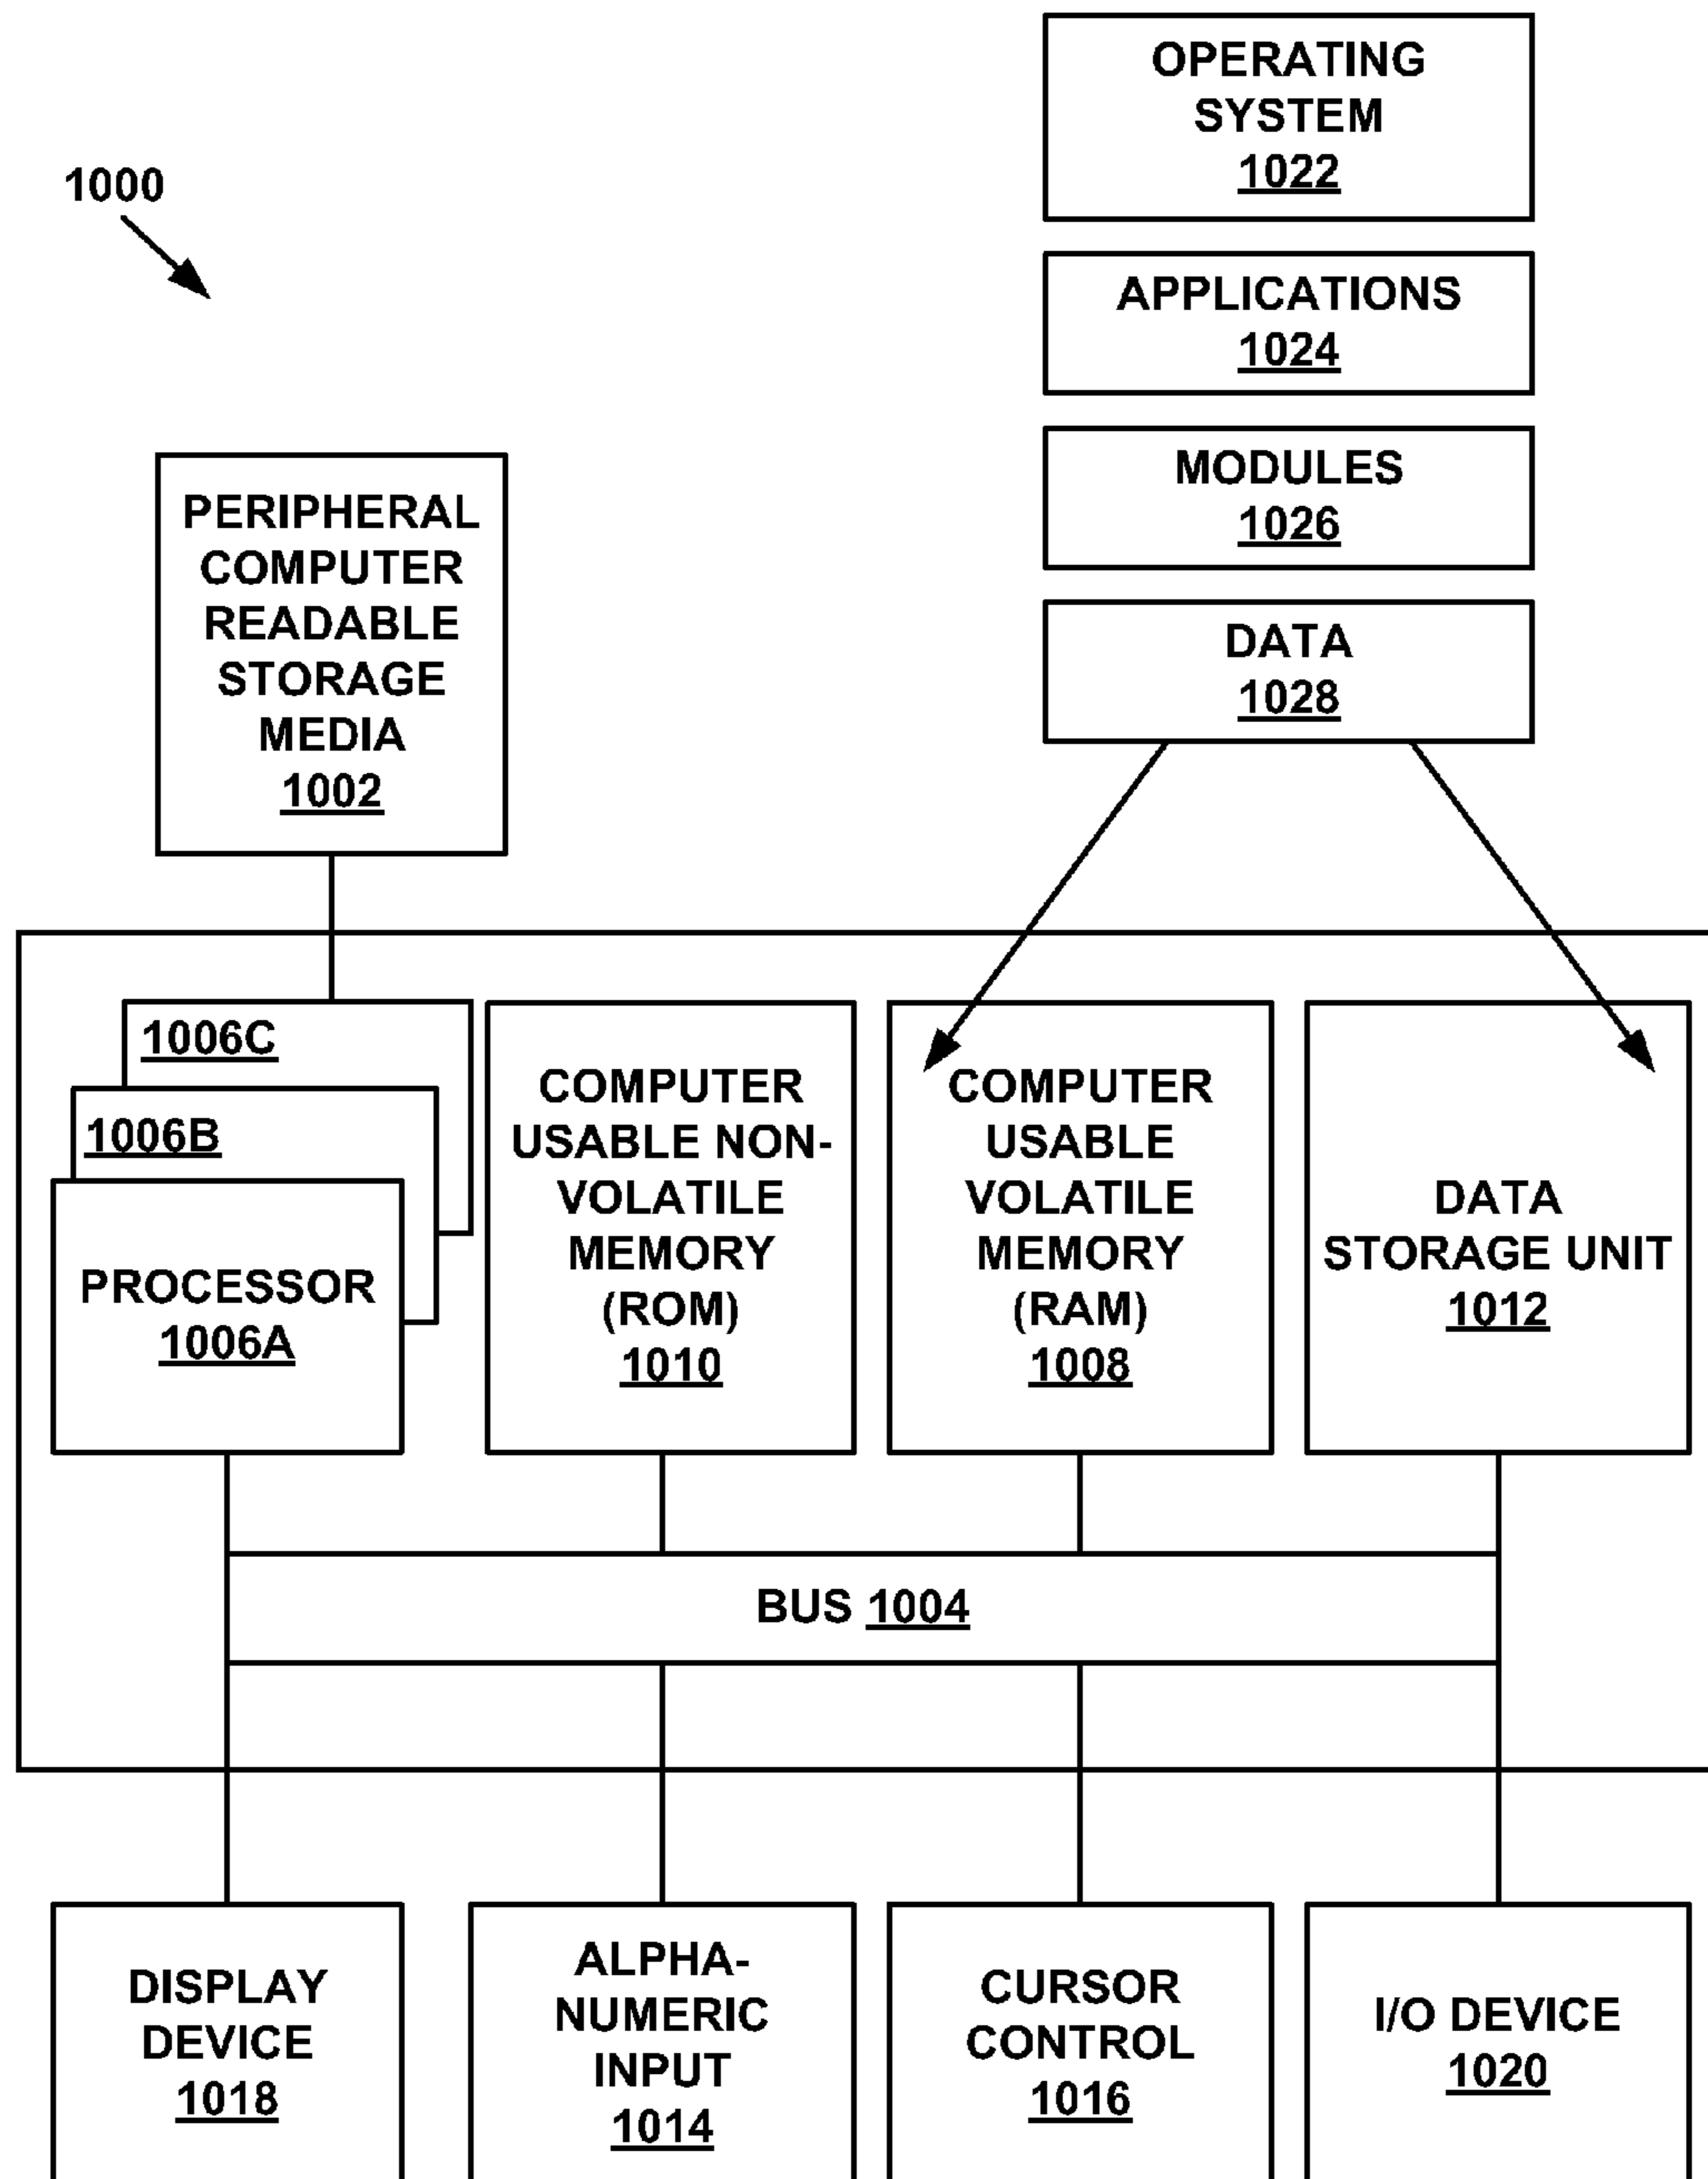 OPERATING
SYSTEM
1022
1000
APPLICATIONS
1024
MODULES
1026
PERIPHERAL
COMPUTER
READABLE
STORAGE
MEDIA
1002
DATA
1028
1006C
1006B
PROCESSOR
1006A
COMPUTER
USABLE NON-
VOLATILE
MEMORY
(ROM)
1010
COMPUTER
USABLE
VOLATILE
MEMORY
(RAM)
1008
DATA
STORAGE UNIT
1012
BUS 1004
DISPLAY
DEVICE
1018
ALPHA-
NUMERIC
INPUT
1014
CURSOR
CONTROL
1016
I/O DEVICE
1020